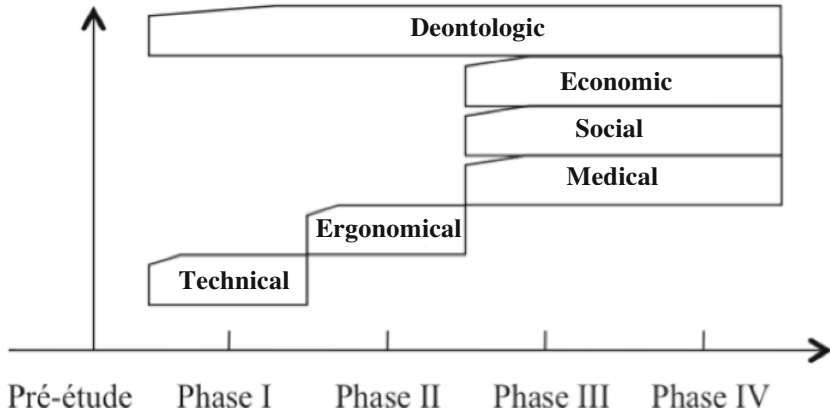 Deontologic
Economic
Social
Medical
Ergonomical
Technical
Pré-étude Phase I Phase II Phase III Phase IV